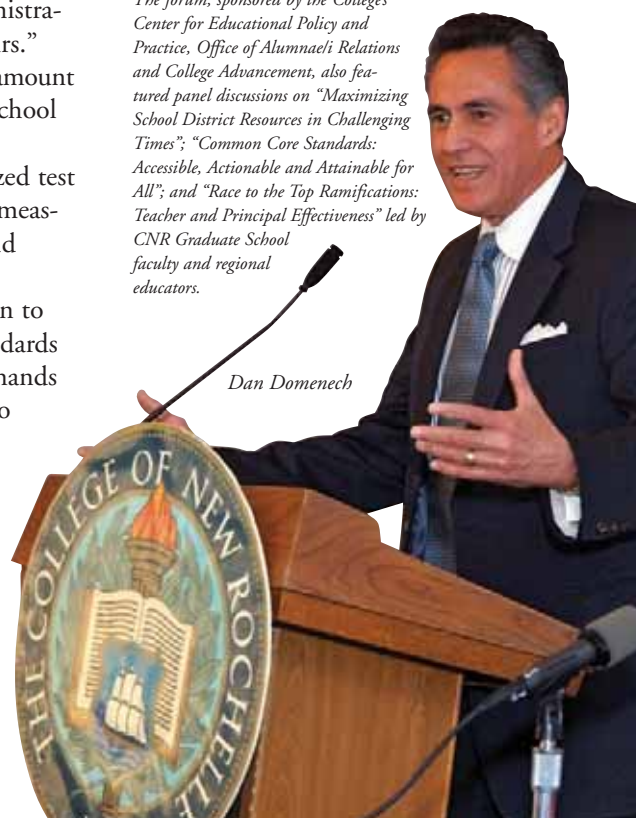 nistra-
rs.”
amount
chool
zed test
meas-
d
n to
dards
mands
o
The forum, sponsored by the College’s
Center for Educational Policy and
Practice, Office of Alumnae/i Relations
and College Advancement, also fea-
tured panel discussions on “Maximizing
School District Resources in Challenging
Times”; “Common Core Standards:
Accessible, Actionable and Attainable for
All”; and “Race to the Top Ramifications:
Teacher and Principal Effectiveness” led by
CNR Graduate School
faculty and regional
educators.
Dan Domenech
THE COLLEGE OF NEW ROCHELLE